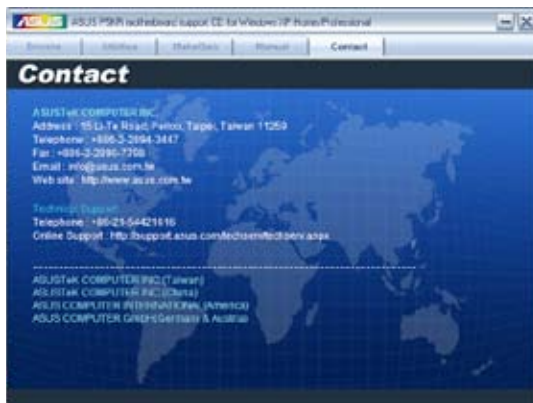 ASUS ASUS P5KR motherboard support CD for Windows XP Home/Professional
Drivers Utilities MakeDisk Manual Contact
Contact
ASUSTeK COMPUTER INC.
Address : 15 Li-Te Road, Peitou, Taipei, Taiwan 11259
Telephone : +886-2-2894-3447
Fax : +886-2-2890-7798
Email : info@asus.com.tw
Web site : http://www.asus.com.tw
Technical Support
Telephone : +86-21-54421616
Online Support : http://support.asus.com/techserv/techserv.aspx
ASUSTeK COMPUTER INC.(Taiwan)
ASUSTeK COMPUTER INC.(China)
ASUS COMPUTER INTERNATIONAL(America)
ASUS COMPUTER GmbH(Germany & Austria)